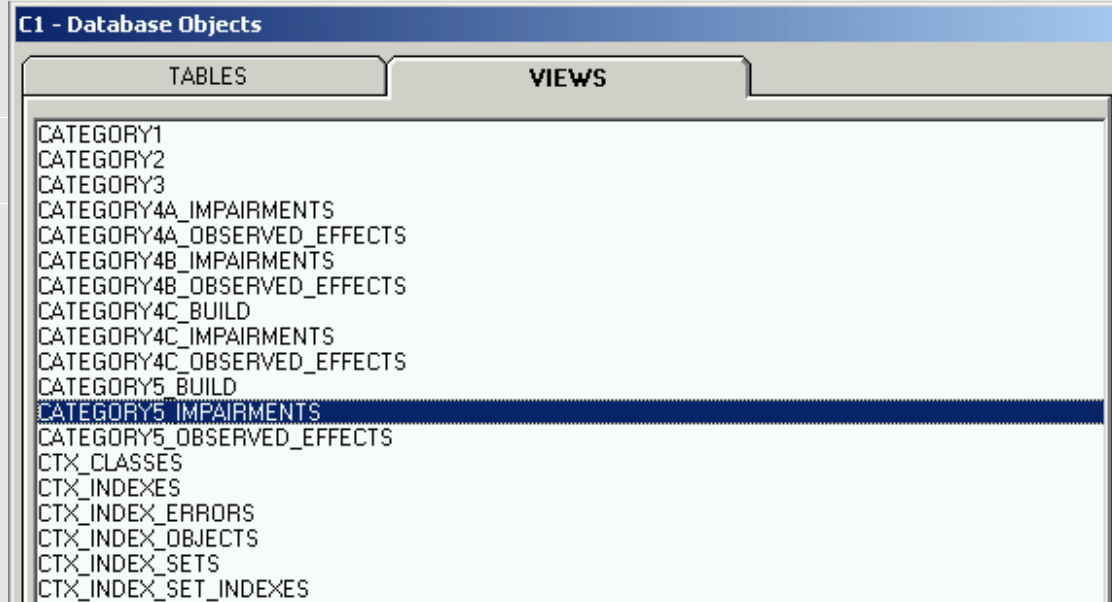 C1 - Database Objects
TABLES VIEWS
CATEGORY1
CATEGORY2
CATEGORY3
CATEGORY4A_IMPAIRMENTS
CATEGORY4A_OBSERVED_EFFECTS
CATEGORY4B_IMPAIRMENTS
CATEGORY4B_OBSERVED_EFFECTS
CATEGORY4C_BUILD
CATEGORY4C_IMPAIRMENTS
CATEGORY4C_OBSERVED_EFFECTS
CATEGORY5_BUILD
CATEGORY5_IMPAIRMENTS
CATEGORY5_OBSERVED_EFFECTS
CTX_CLASSES
CTX_INDEXES
CTX_INDEX_ERRORS
CTX_INDEX_OBJECTS
CTX_INDEX_SETS
CTX_INDEX_SET_INDEXES